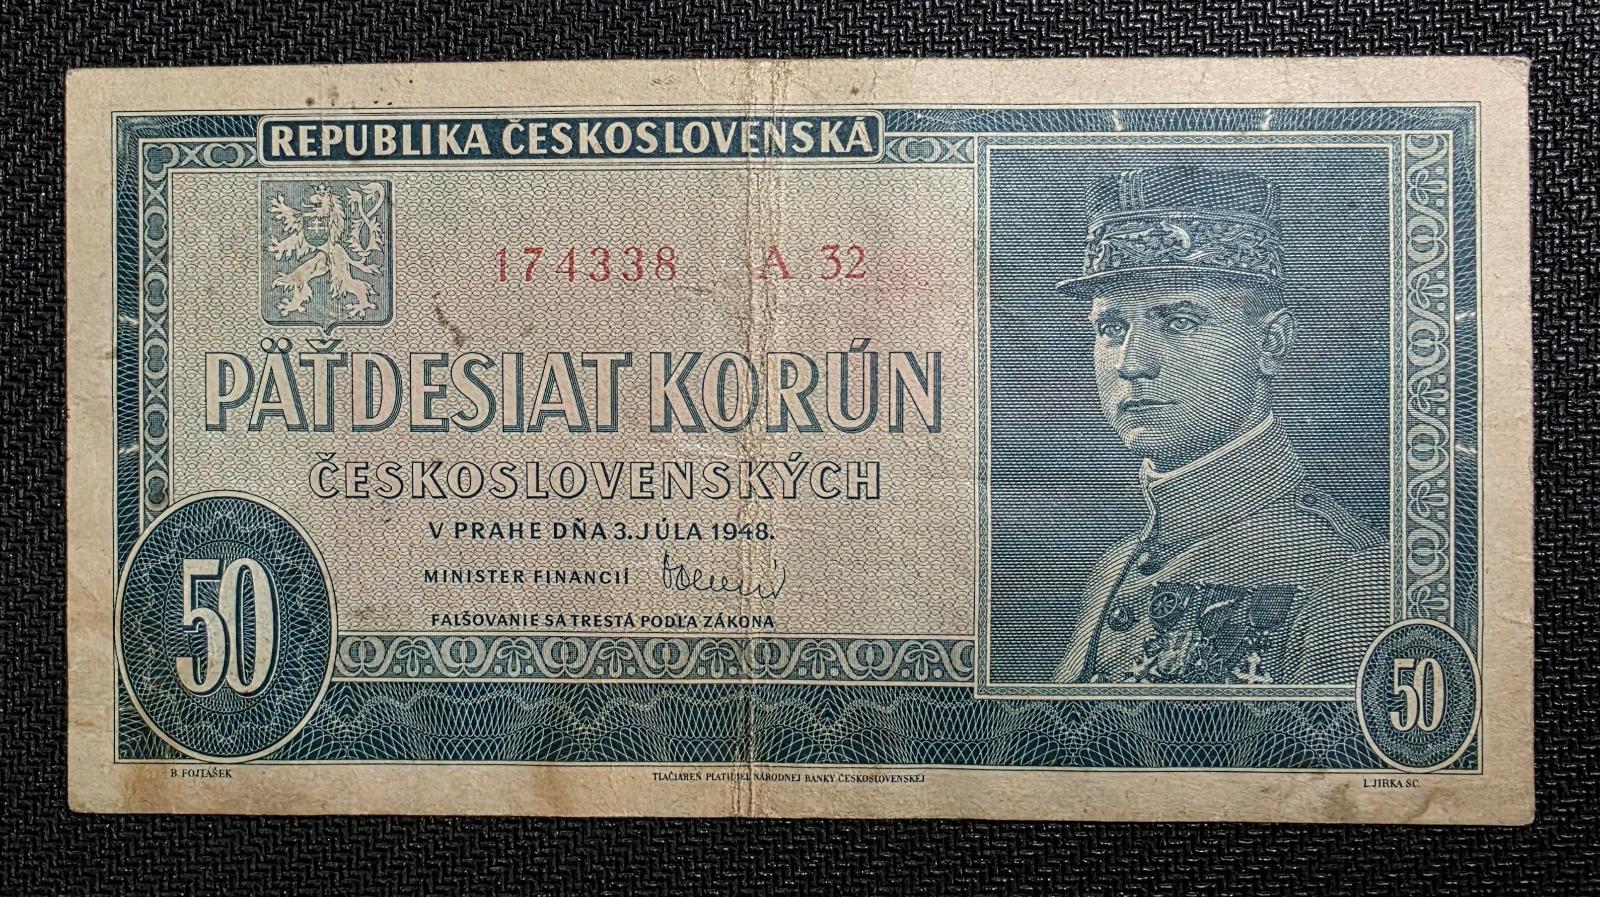 REPUBLIKA ČESKOSLOVENSKÁ
174338 A 32
PÄŤDESIAT KORÚN
ČESKOSLOVENSKÝCH
V PRAHE DŇA 3. JÚLA 1948.
MINISTER FINANCIÍ
FALŠOVANIE SA TRESTÁ PODĽA ZÁKONA
50
50
B. FOJTÁŠEK
TLAČIAREŇ PLATIDIEL NÁRODNEJ BANKY ČESKOSLOVENSKEJ
L. JIRKA SC.